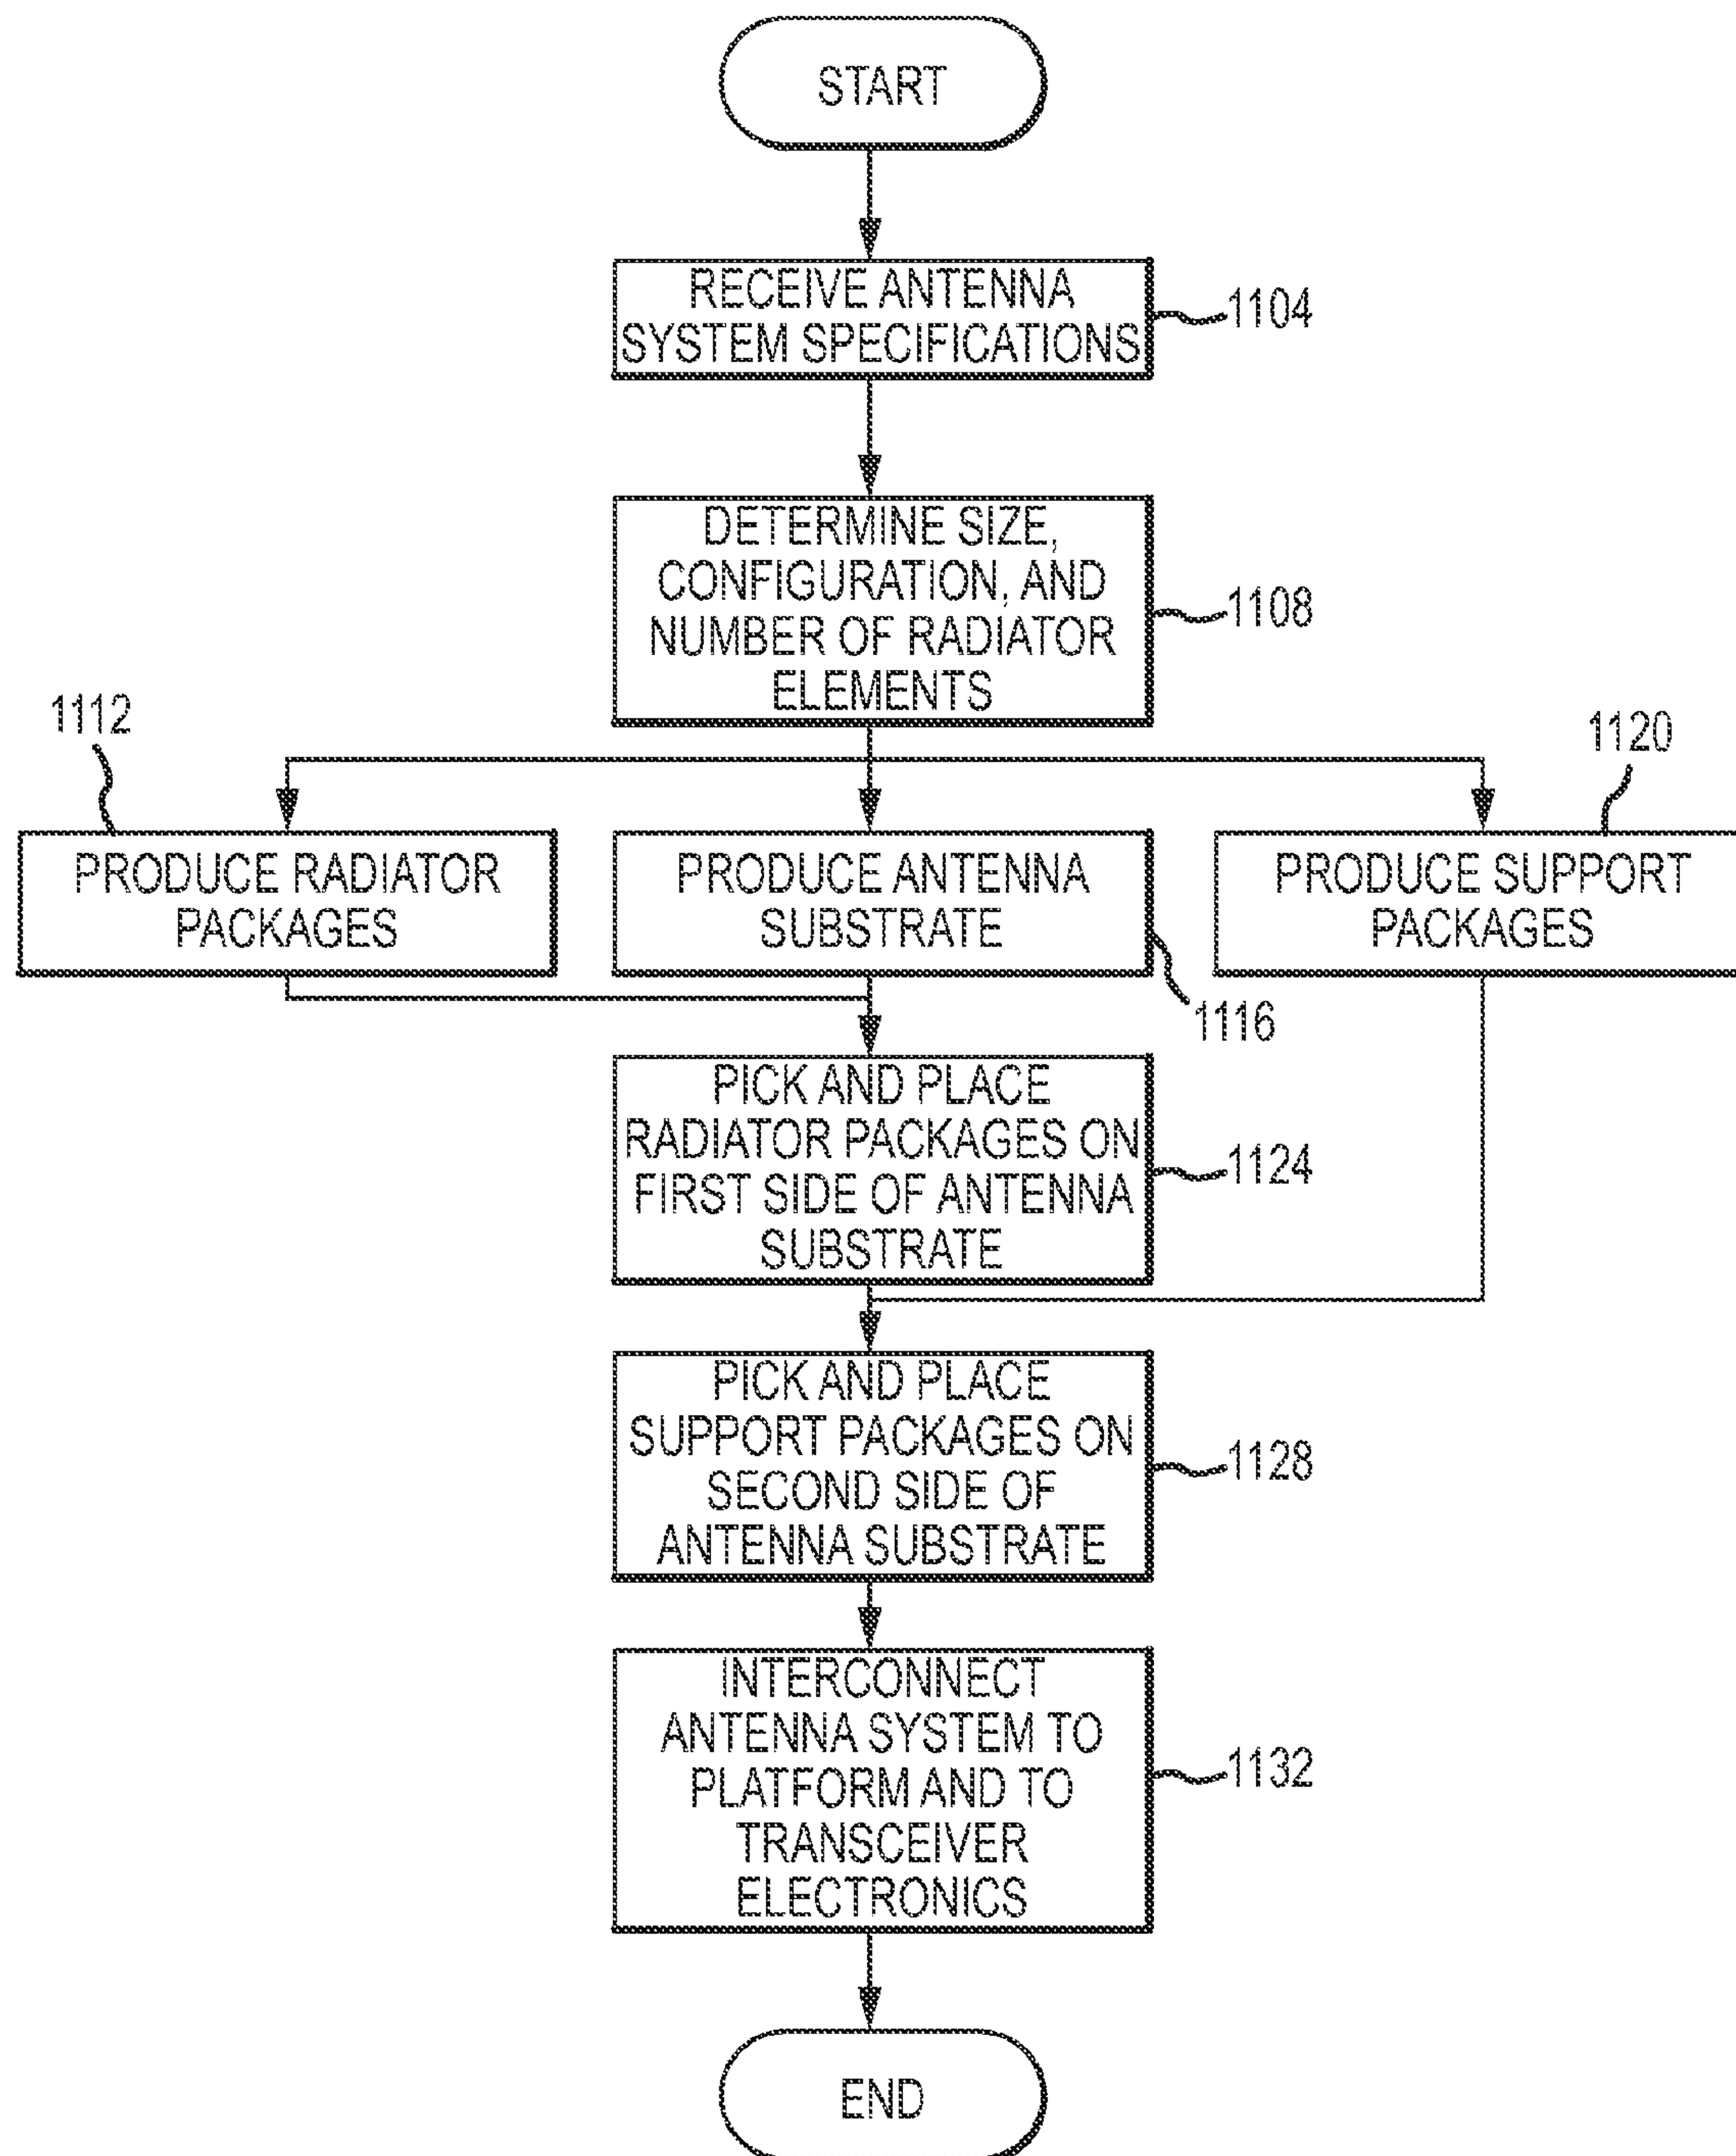 START
RECEIVE ANTENNA
SYSTEM SPECIFICATIONS
1104
DETERMINE SIZE,
CONFIGURATION, AND
NUMBER OF RADIATOR
ELEMENTS
1108
1112
1120
PRODUCE RADIATOR
PACKAGES
PRODUCE ANTENNA
SUBSTRATE
PRODUCE SUPPORT
PACKAGES
1116
PICK AND PLACE
RADIATOR PACKAGES ON
FIRST SIDE OF ANTENNA
SUBSTRATE
1124
PICK AND PLACE
SUPPORT PACKAGES ON
SECOND SIDE OF
ANTENNA SUBSTRATE
1128
INTERCONNECT
ANTENNA SYSTEM TO
PLATFORM AND TO
TRANSCEIVER
ELECTRONICS
1132
END